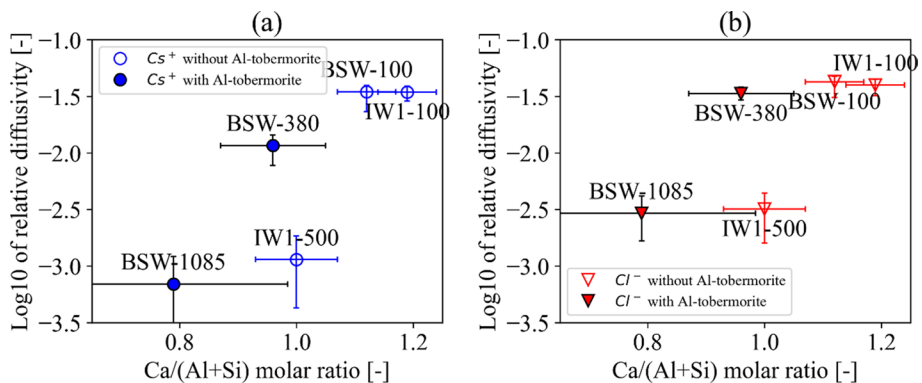 (a)
Log10 of relative diffusivity [-]
−1.0
−1.5
−2.0
−2.5
−3.0
−3.5
Cs+ without Al-tobermorite
Cs+ with Al-tobermorite
BSW-100
IW1-100
BSW-380
IW1-500
BSW-1085
0.8 1.0 1.2
Ca/(Al+Si) molar ratio [-]
(b)
Log10 of relative diffusivity [-]
−1.0
−1.5
−2.0
−2.5
−3.0
−3.5
IW1-100
BSW-100
BSW-380
BSW-1085
IW1-500
Cl− without Al-tobermorite
Cl− with Al-tobermorite
0.8 1.0 1.2
Ca/(Al+Si) molar ratio [-]